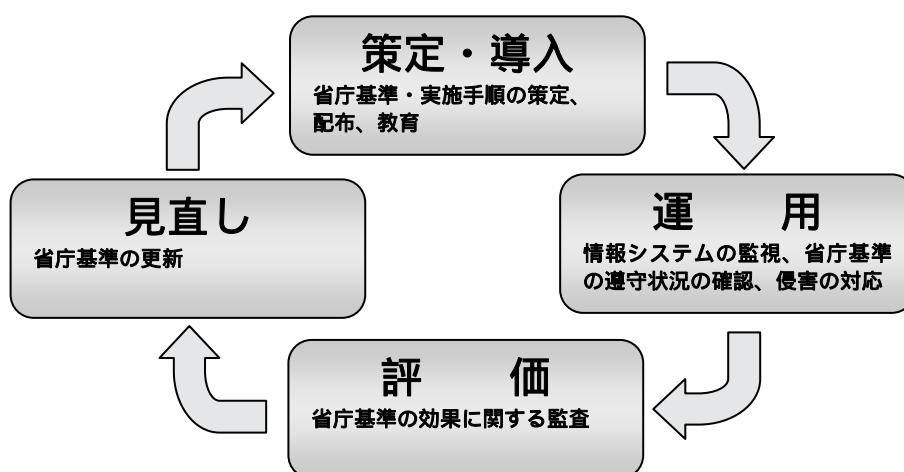 策定・導入
省庁基準・実施手順の策定、
配布、教育
運　用
情報システムの監視、省庁基準
の遵守状況の確認、侵害の対応
評　価
省庁基準の効果に関する監査
見直し
省庁基準の更新